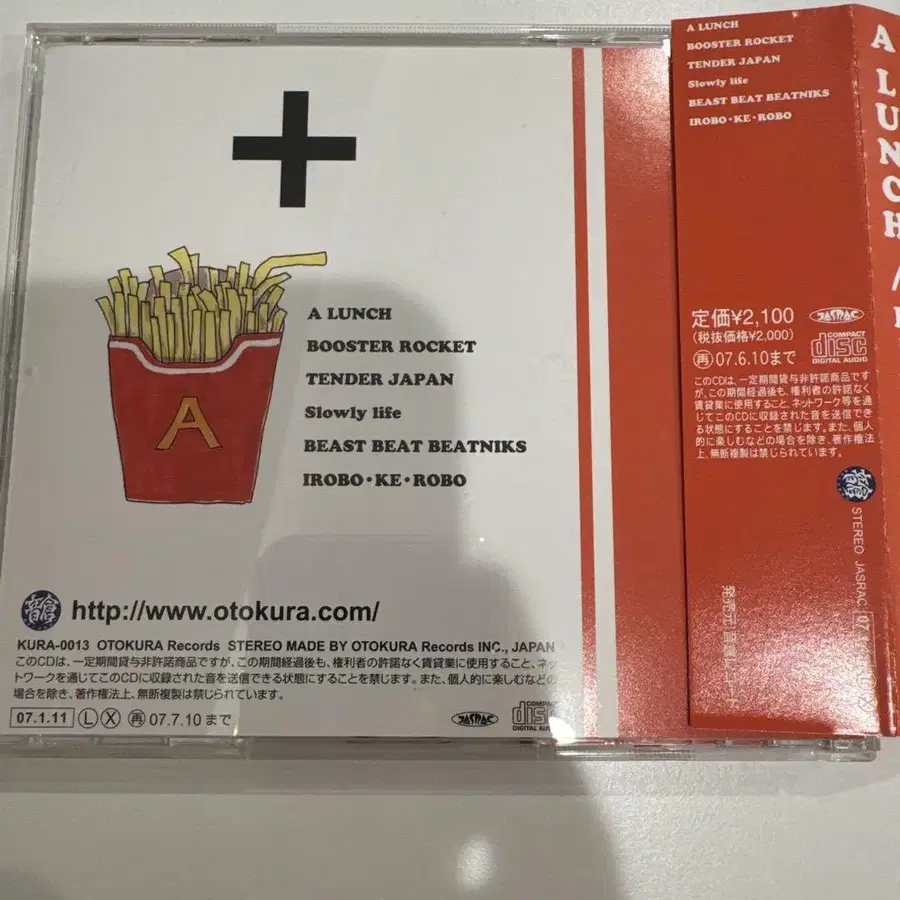 A
A LUNCH
BOOSTER ROCKET
TENDER JAPAN
Slowly life
BEAST BEAT BEATNIKS
IROBO・KE・ROBO
音倉 http://www.otokura.com/
KURA-0013 OTOKURA Records STEREO MADE BY OTOKURA Records INC., JAPAN
このCDは、一定期間貸与非許諾商品ですが、この期間経過後も、権利者の許諾なく賃貸業に使用すること、ネッ
トワークを通じてこのCDに収録された音を送信できる状態にすることを禁じます。また、個人的に楽しむなどの
場合を除き、著作権法上、無断複製は禁じられています。
07.1.11 L X 再 07.7.10 まで
JASRAC
COMPACT
disc
DIGITAL AUDIO
A LUNCH
BOOSTER ROCKET
TENDER JAPAN
Slowly life
BEAST BEAT BEATNIKS
IROBO・KE・ROBO
定価¥2,100
(税抜価格¥2,000)
再 07.6.10まで
JASRAC
COMPACT
disc
DIGITAL AUDIO
このCDは、一定期間貸与非許諾商品です
が、この期間経過後も、権利者の許諾なく
賃貸業に使用すること、ネットワーク等を通
じてこのCDに収録された音を送信でき
る状態にすることを禁じます。また、個人
的に楽しむなどの場合を除き、著作権法
上、無断複製は禁じられています。
音倉
STEREO JASRAC
発売元
A LUNCH